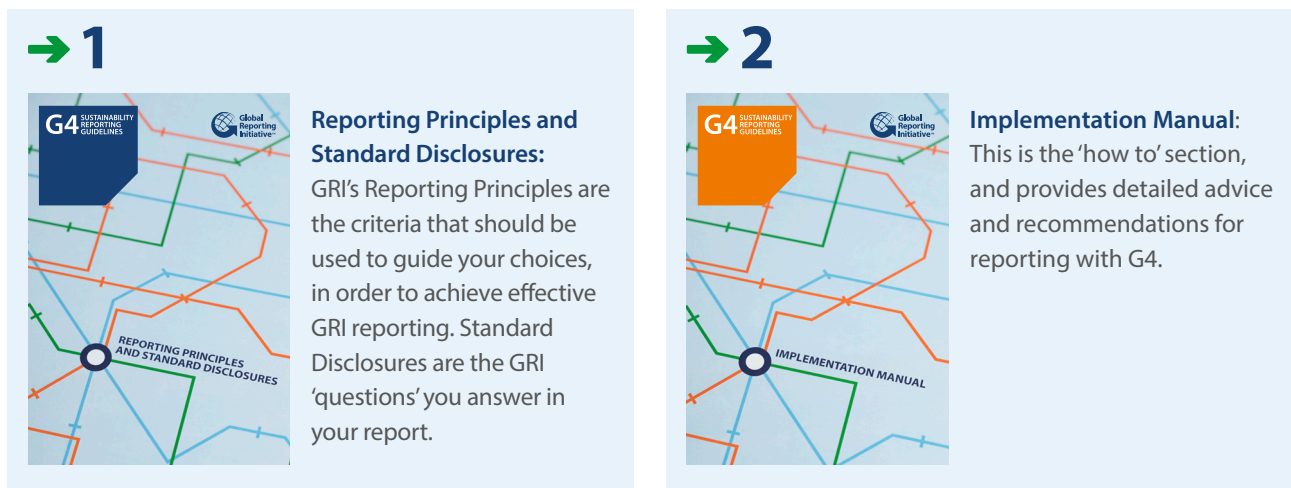 1
G4 SUSTAINABILITY
REPORTING
GUIDELINES
Global
Reporting
Initiative™
REPORTING PRINCIPLES
AND STANDARD DISCLOSURES
Reporting Principles and
Standard Disclosures:
GRI’s Reporting Principles are
the criteria that should be
used to guide your choices,
in order to achieve effective
GRI reporting. Standard
Disclosures are the GRI
‘questions’ you answer in
your report.
2
G4 SUSTAINABILITY
REPORTING
GUIDELINES
Global
Reporting
Initiative™
IMPLEMENTATION MANUAL
Implementation Manual:
This is the ‘how to’ section,
and provides detailed advice
and recommendations for
reporting with G4.